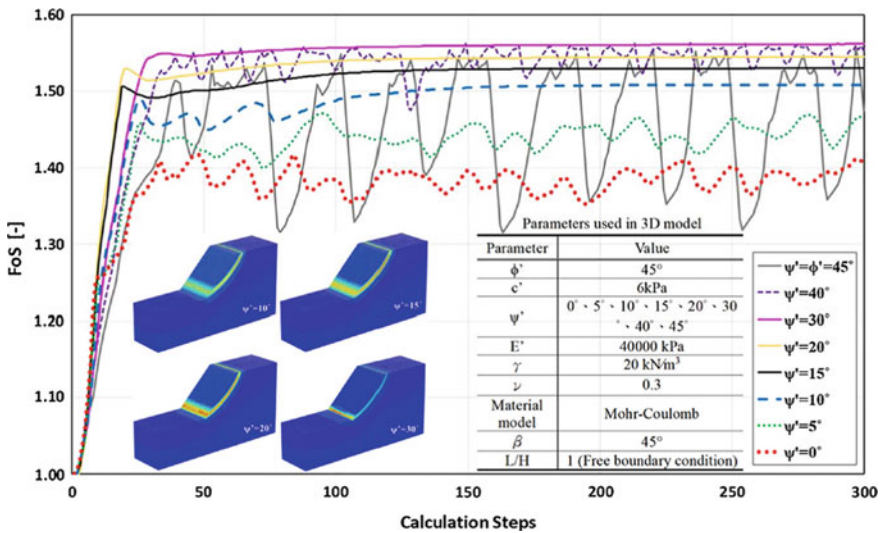 FoS [-]
1.60
1.50
1.40
1.30
1.20
1.10
1.00
0
50
100
150
200
250
300
Calculation Steps
ψ'=10°
ψ'=15°
ψ'=20°
ψ'=30°
Parameters used in 3D model
Parameter Value
ϕ' 45°
c' 6kPa
ψ' 0°、5°、10°、15°、20°、30
°、40°、45°
E' 40000 kPa
γ 20 kN/m³
ν 0.3
Material
model Mohr-Coulomb
β 45°
L/H 1 (Free boundary condition)
ψ'=ϕ'=45°
ψ'=40°
ψ'=30°
ψ'=20°
ψ'=15°
ψ'=10°
ψ'=5°
ψ'=0°